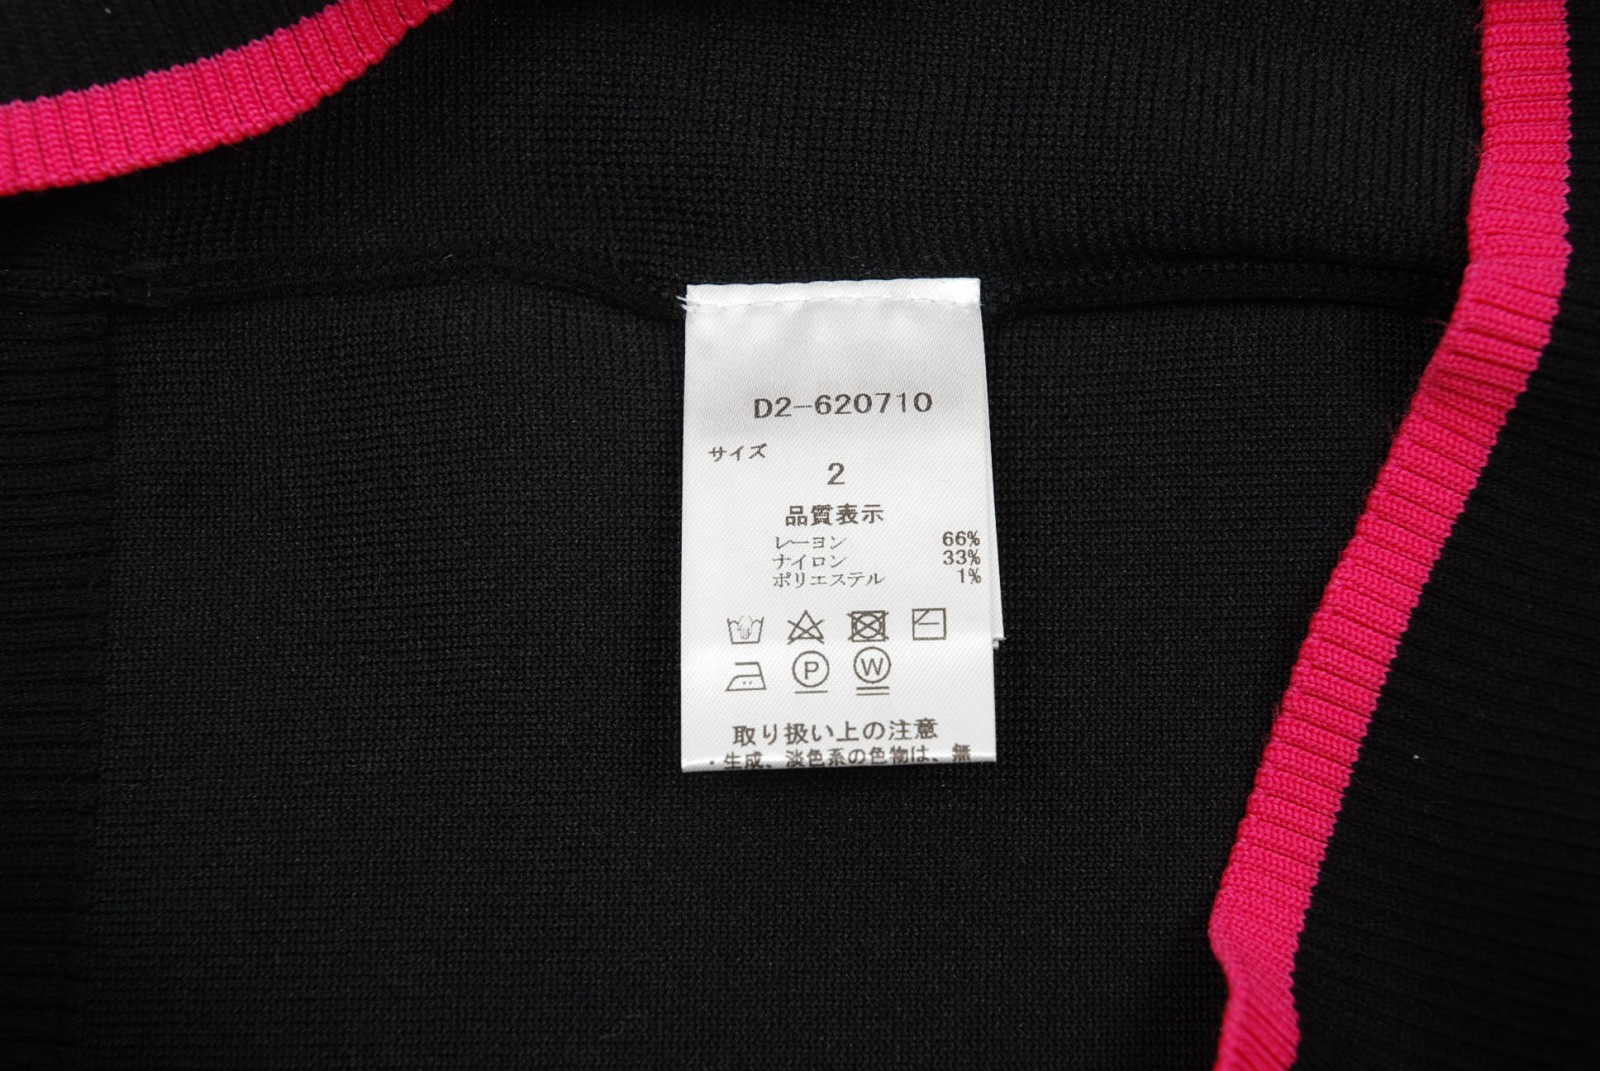 D2-620710
サイズ
2
品質表示
レーヨン 66%
ナイロン 33%
ポリエステル 1%
P W
取り扱い上の注意
・生成、淡色系の色物は、無